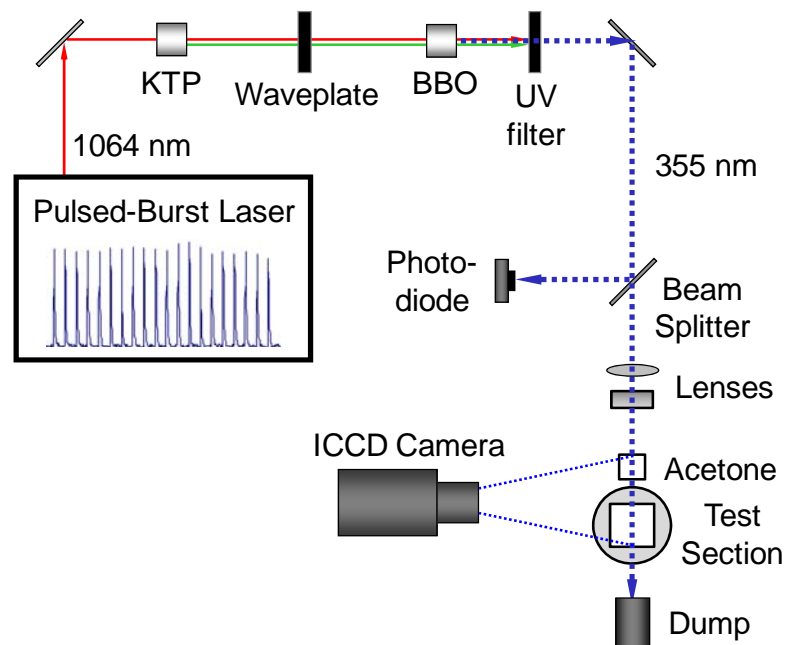 KTP
Waveplate
BBO
UV
filter
1064 nm
355 nm
Pulsed-Burst Laser
Photo-
diode
Beam
Splitter
Lenses
ICCD Camera
Acetone
Test
Section
Dump